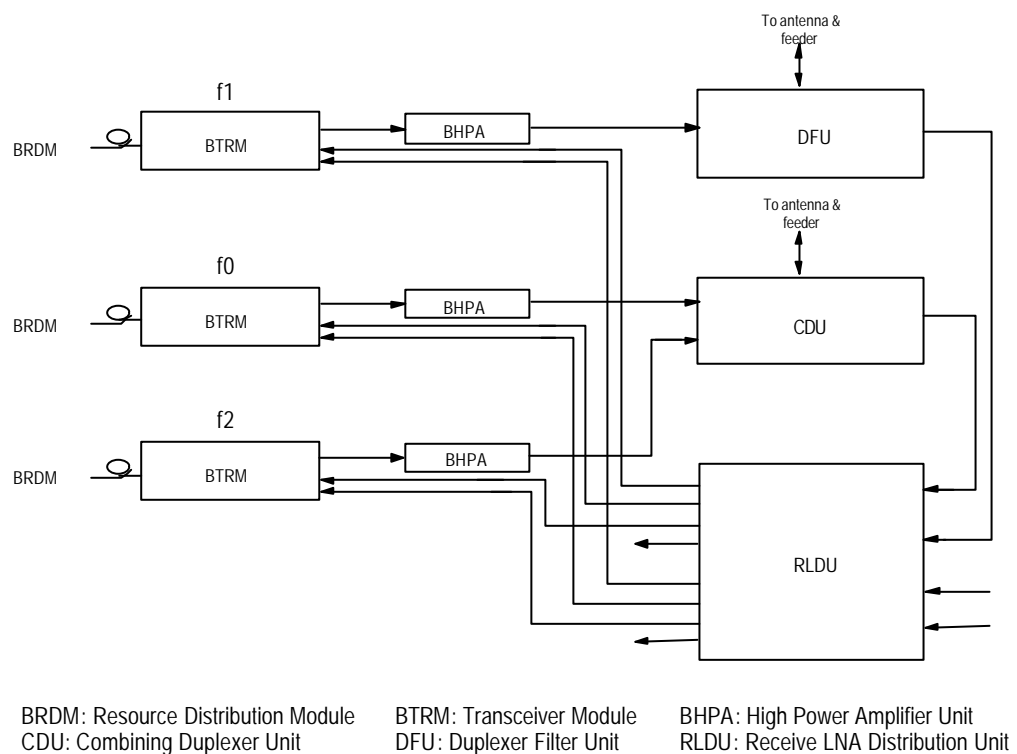 To antenna &
feeder
f1
BRDM
BTRM
BHPA
DFU
To antenna &
feeder
f0
BRDM
BTRM
BHPA
CDU
f2
BRDM
BTRM
BHPA
RLDU
BRDM: Resource Distribution Module BTRM: Transceiver Module BHPA: High Power Amplifier Unit
CDU: Combining Duplexer Unit DFU: Duplexer Filter Unit RLDU: Receive LNA Distribution Unit